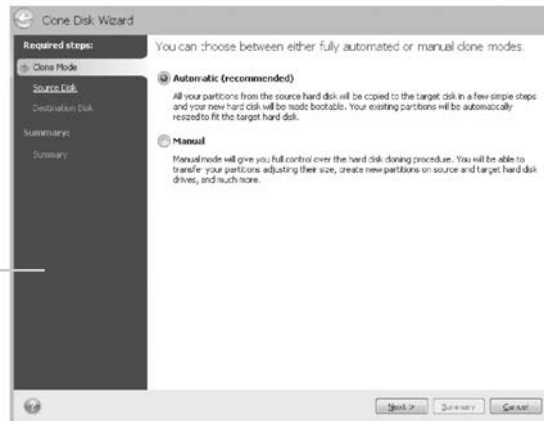 Clone Disk Wizard
Required steps:
Clone Mode
Source Disk
Destination Disk
Summary:
Summary
You can choose between either fully automated or manual clone modes.
Automatic (recommended)
All your partitions from the source hard disk will be copied to the target disk in a few simple steps
and your new hard disk will be made bootable. Your existing partitions will be automatically
resized to fit the target hard disk.
Manual
Manual mode will give you full control over the hard disk cloning procedure. You will be able to
transfer your partitions adjusting their size, create new partitions on source and target hard disk
drives, and much more.
Next >
Summary
Cancel